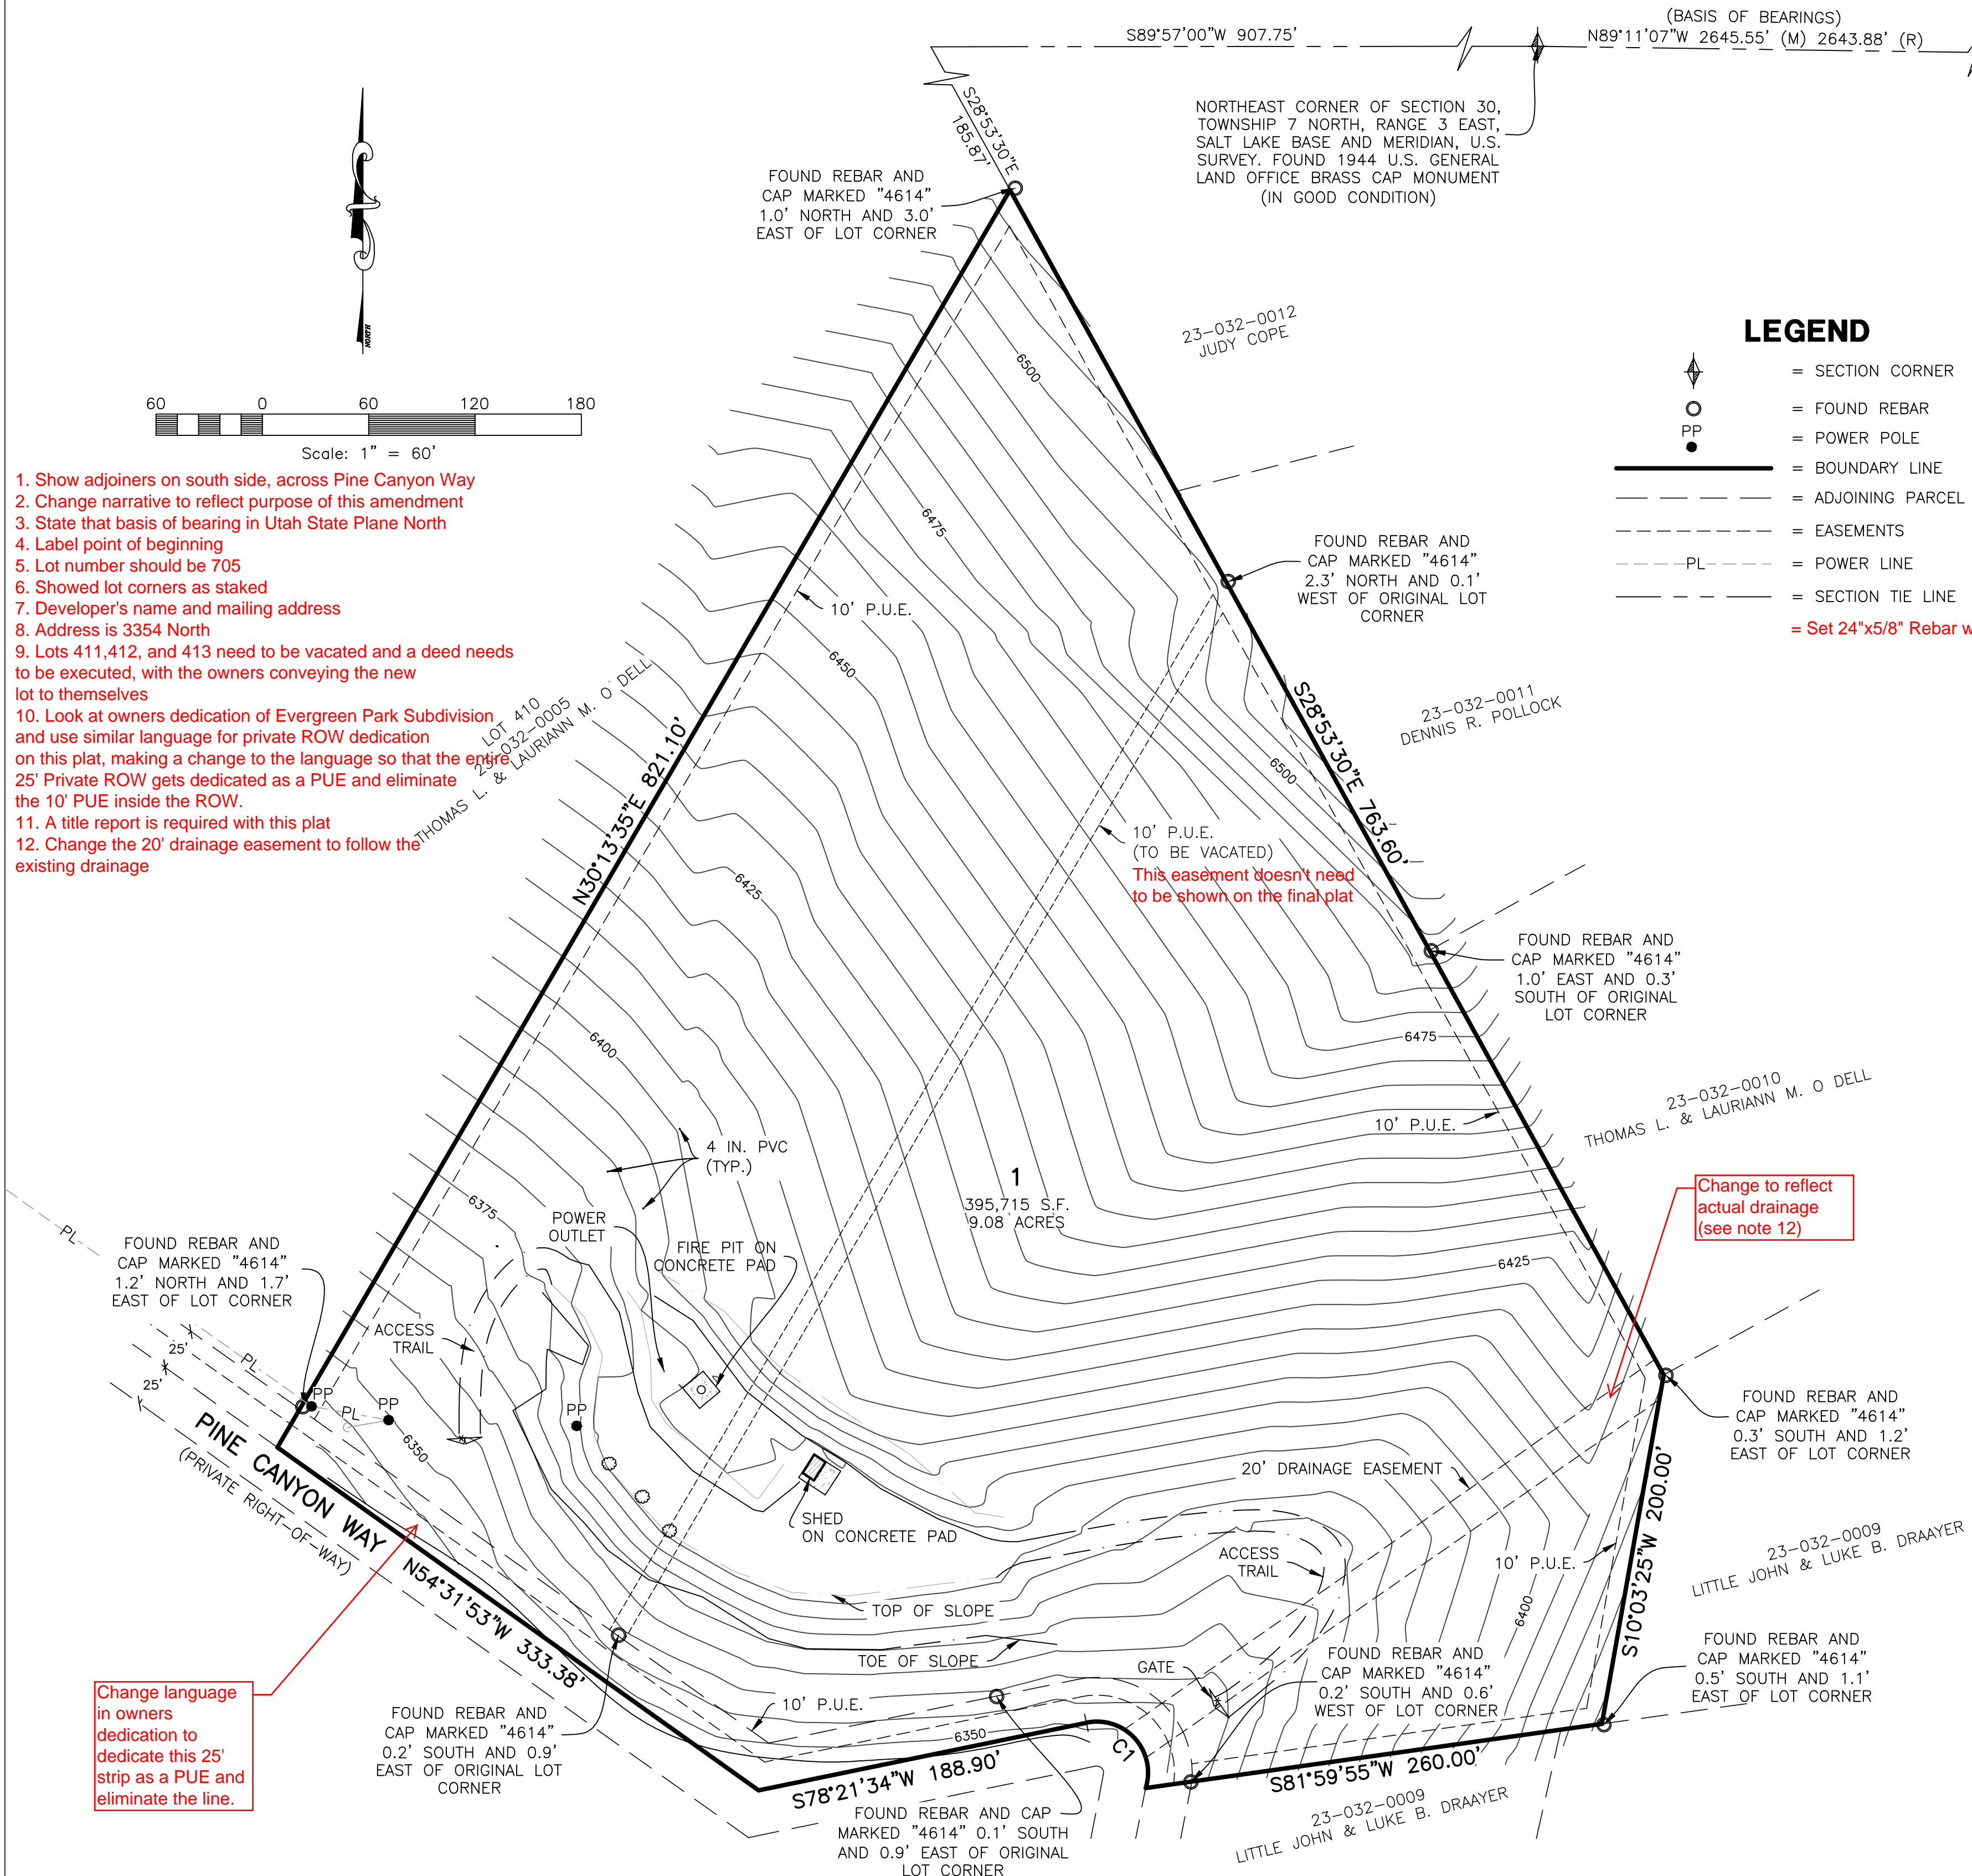 (BASIS OF BEARINGS)
S89°57'00"W 907.75'
N89°11'07"W 2645.55' (M) 2643.88' (R)
S28°53'30"E
185.87'
NORTHEAST CORNER OF SECTION 30,
TOWNSHIP 7 NORTH, RANGE 3 EAST,
SALT LAKE BASE AND MERIDIAN, U.S.
SURVEY. FOUND 1944 U.S. GENERAL
LAND OFFICE BRASS CAP MONUMENT
(IN GOOD CONDITION)
FOUND REBAR AND
CAP MARKED "4614"
1.0' NORTH AND 3.0'
EAST OF LOT CORNER
NORTH
60 0 60 120 180
Scale: 1" = 60'
1. Show adjoiners on south side, across Pine Canyon Way
2. Change narrative to reflect purpose of this amendment
3. State that basis of bearing in Utah State Plane North
4. Label point of beginning
5. Lot number should be 705
6. Showed lot corners as staked
7. Developer's name and mailing address
8. Address is 3354 North
9. Lots 411,412, and 413 need to be vacated and a deed needs
to be executed, with the owners conveying the new
lot to themselves
10. Look at owners dedication of Evergreen Park Subdivision
and use similar language for private ROW dedication
on this plat, making a change to the language so that the entire
25' Private ROW gets dedicated as a PUE and eliminate
the 10' PUE inside the ROW.
11. A title report is required with this plat
12. Change the 20' drainage easement to follow the
existing drainage
LOT 410
23-032-0005
THOMAS L. & LAURIANN M. O DELL
23-032-0012
JUDY COPE
LEGEND
= SECTION CORNER
= FOUND REBAR
PP
= POWER POLE
= BOUNDARY LINE
= ADJOINING PARCEL
= EASEMENTS
PL
= POWER LINE
= SECTION TIE LINE
= Set 24"x5/8" Rebar w
6500
6475
10' P.U.E.
6450
FOUND REBAR AND
CAP MARKED "4614"
2.3' NORTH AND 0.1'
WEST OF ORIGINAL LOT
CORNER
N30°13'35"E 821.10'
S28°53'30"E 763.60'
23-032-0011
DENNIS R. POLLOCK
6500
10' P.U.E.
(TO BE VACATED)
This easement doesn't need
to be shown on the final plat
6425
FOUND REBAR AND
CAP MARKED "4614"
1.0' EAST AND 0.3'
SOUTH OF ORIGINAL
LOT CORNER
6400
6475
10' P.U.E.
23-032-0010
THOMAS L. & LAURIANN M. O DELL
4 IN. PVC
(TYP.)
1
395,715 S.F.
9.08 ACRES
6375
POWER
OUTLET
FIRE PIT ON
CONCRETE PAD
Change to reflect
actual drainage
(see note 12)
6425
PL
FOUND REBAR AND
CAP MARKED "4614"
1.2' NORTH AND 1.7'
EAST OF LOT CORNER
ACCESS
TRAIL
25'
25'
PL
PP
PL
PP
6350
PP
PINE CANYON WAY
(PRIVATE RIGHT-OF-WAY)
N54°31'53"W 333.38'
FOUND REBAR AND
CAP MARKED "4614"
0.3' SOUTH AND 1.2'
EAST OF LOT CORNER
20' DRAINAGE EASEMENT
SHED
ON CONCRETE PAD
ACCESS
TRAIL
10' P.U.E.
S10°03'25"W 200.00'
23-032-0009
LITTLE JOHN & LUKE B. DRAAYER
6400
TOP OF SLOPE
TOE OF SLOPE
GATE
FOUND REBAR AND
CAP MARKED "4614"
0.2' SOUTH AND 0.6'
WEST OF LOT CORNER
FOUND REBAR AND
CAP MARKED "4614"
0.5' SOUTH AND 1.1'
EAST OF LOT CORNER
Change language
in owners
dedication to
dedicate this 25'
strip as a PUE and
eliminate the line.
FOUND REBAR AND
CAP MARKED "4614"
0.2' SOUTH AND 0.9'
EAST OF ORIGINAL LOT
CORNER
10' P.U.E.
6350
C1
S78°21'34"W 188.90'
S81°59'55"W 260.00'
FOUND REBAR AND CAP
MARKED "4614" 0.1' SOUTH
AND 0.9' EAST OF ORIGINAL
LOT CORNER
23-032-0009
LITTLE JOHN & LUKE B. DRAAYER